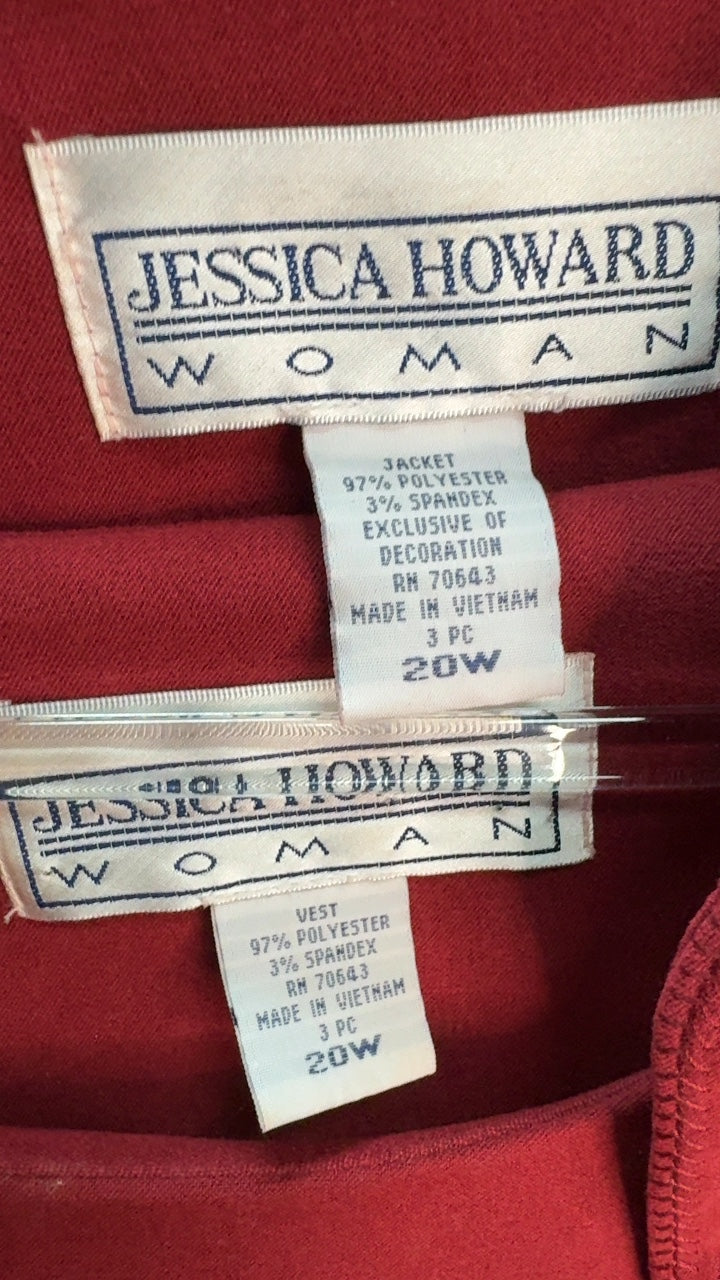 JESSICA HOWARD
WOMAN
JACKET
97% POLYESTER
3% SPANDEX
EXCLUSIVE OF
DECORATION
RN 70643
MADE IN VIETNAM
3 PC
20W
JESSICA HOWARD
WOMAN
VEST
97% POLYESTER
3% SPANDEX
RN 70643
MADE IN VIETNAM
3 PC
20W